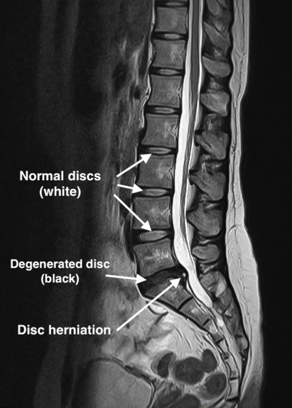 Normal discs
(white)
Degenerated disc
(black)
Disc herniation